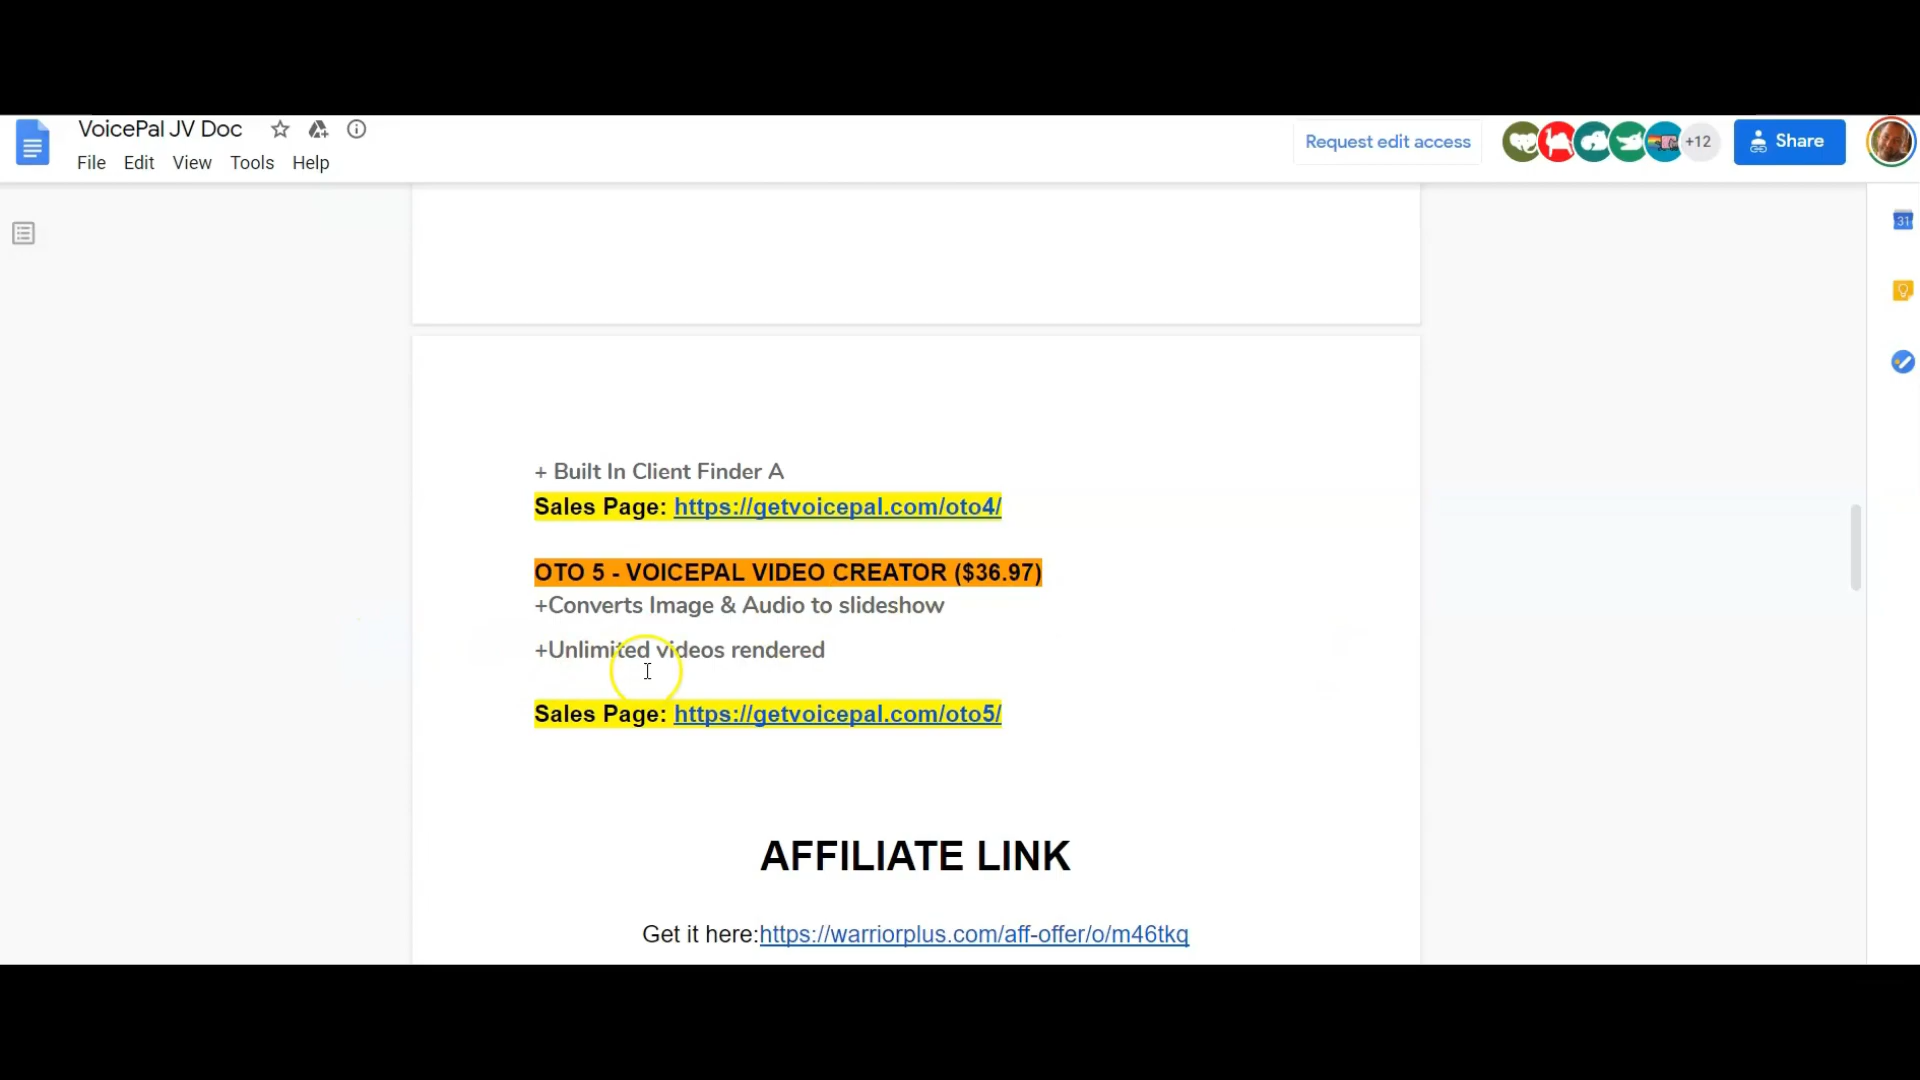 VoicePal JV Doc
File Edit View Tools Help
Request edit access
+12
Share
31
+ Built In Client Finder A
Sales Page: https://getvoicepal.com/oto4/
OTO 5 - VOICEPAL VIDEO CREATOR ($36.97)
+Converts Image & Audio to slideshow
+Unlimited videos rendered
Sales Page: https://getvoicepal.com/oto5/
AFFILIATE LINK
Get it here:https://warriorplus.com/aff-offer/o/m46tkq